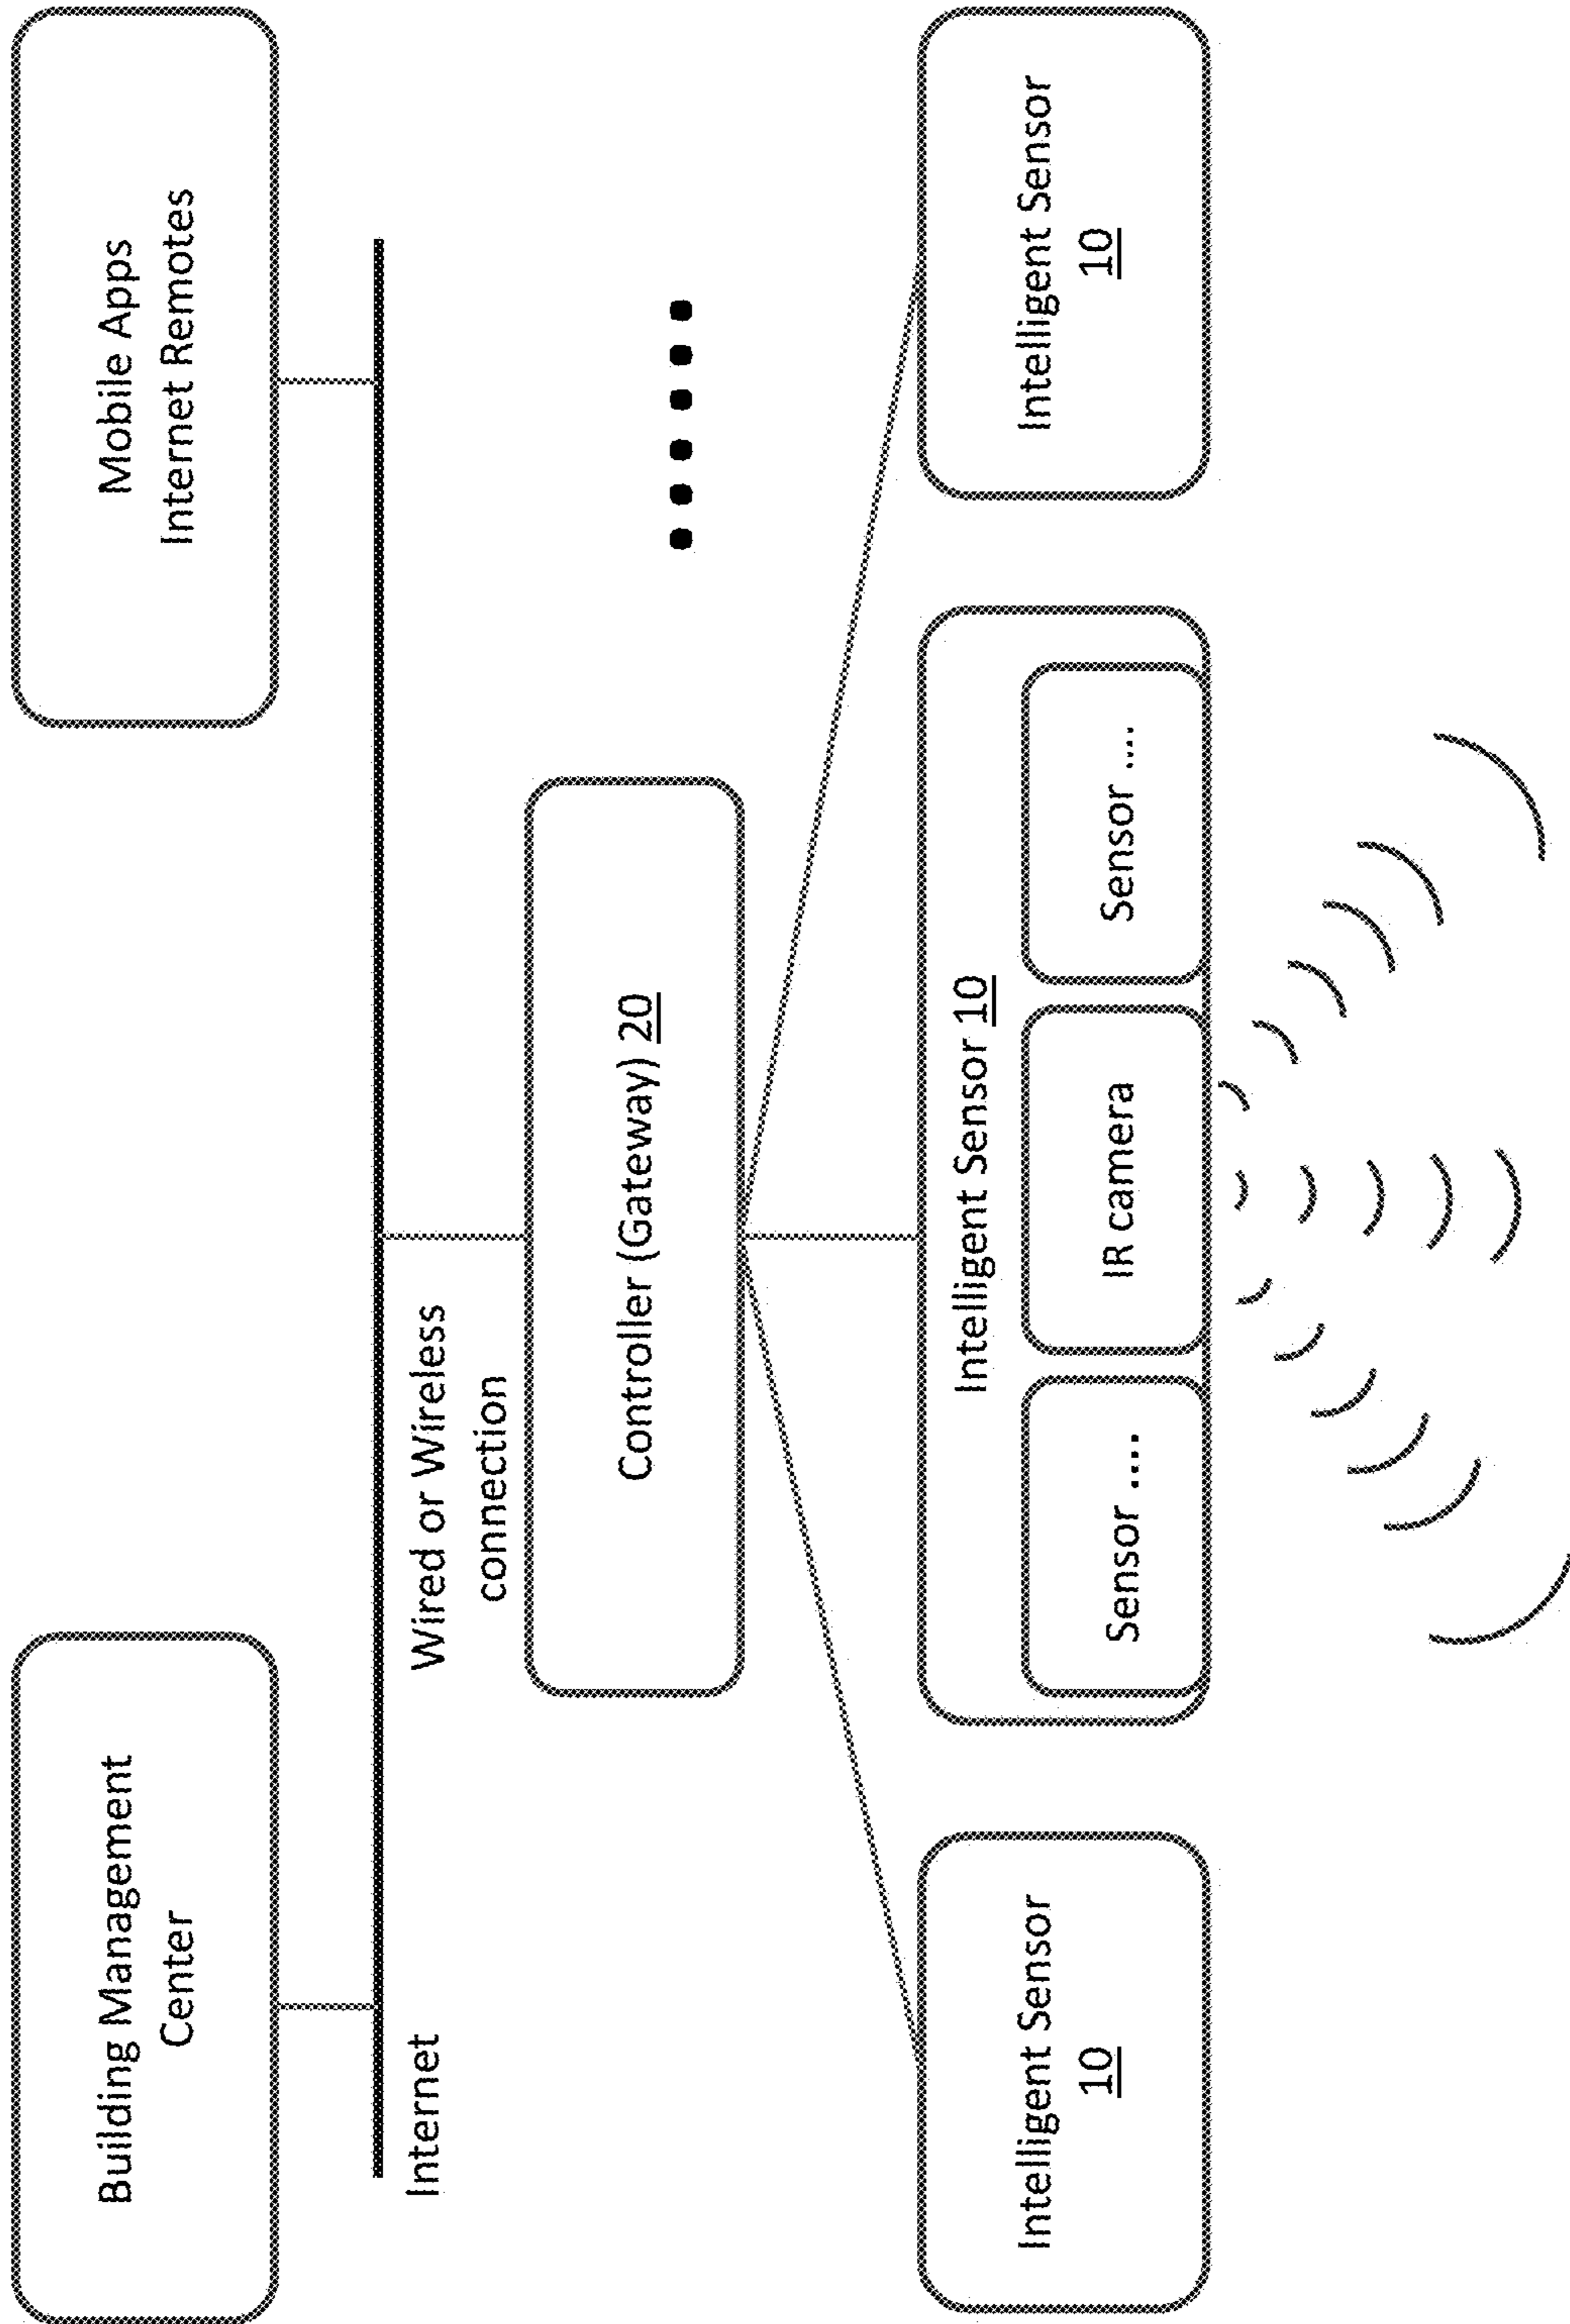 Building Management
Center
Mobile Apps
Internet Remotes
Internet
Wired or Wireless
connection
Controller (Gateway) 20
Intelligent Sensor
10
Intelligent Sensor 10
Sensor ....
IR camera
Sensor ....
Intelligent Sensor
10